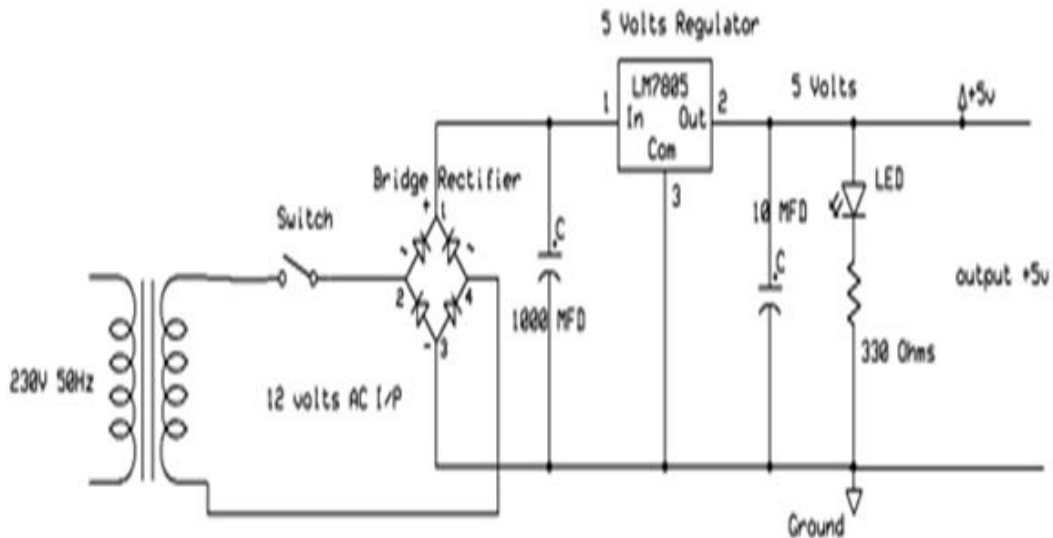 5 Volts Regulator
LM7805
1
In
Out
2
Com
3
5 Volts
+5v
Bridge Rectifier
+
1
Switch
2
4
-
3
+
C
1000 MFD
10 MFD
+
C
LED
output +5v
330 Ohms
230V 50Hz
12 volts AC I/P
Ground